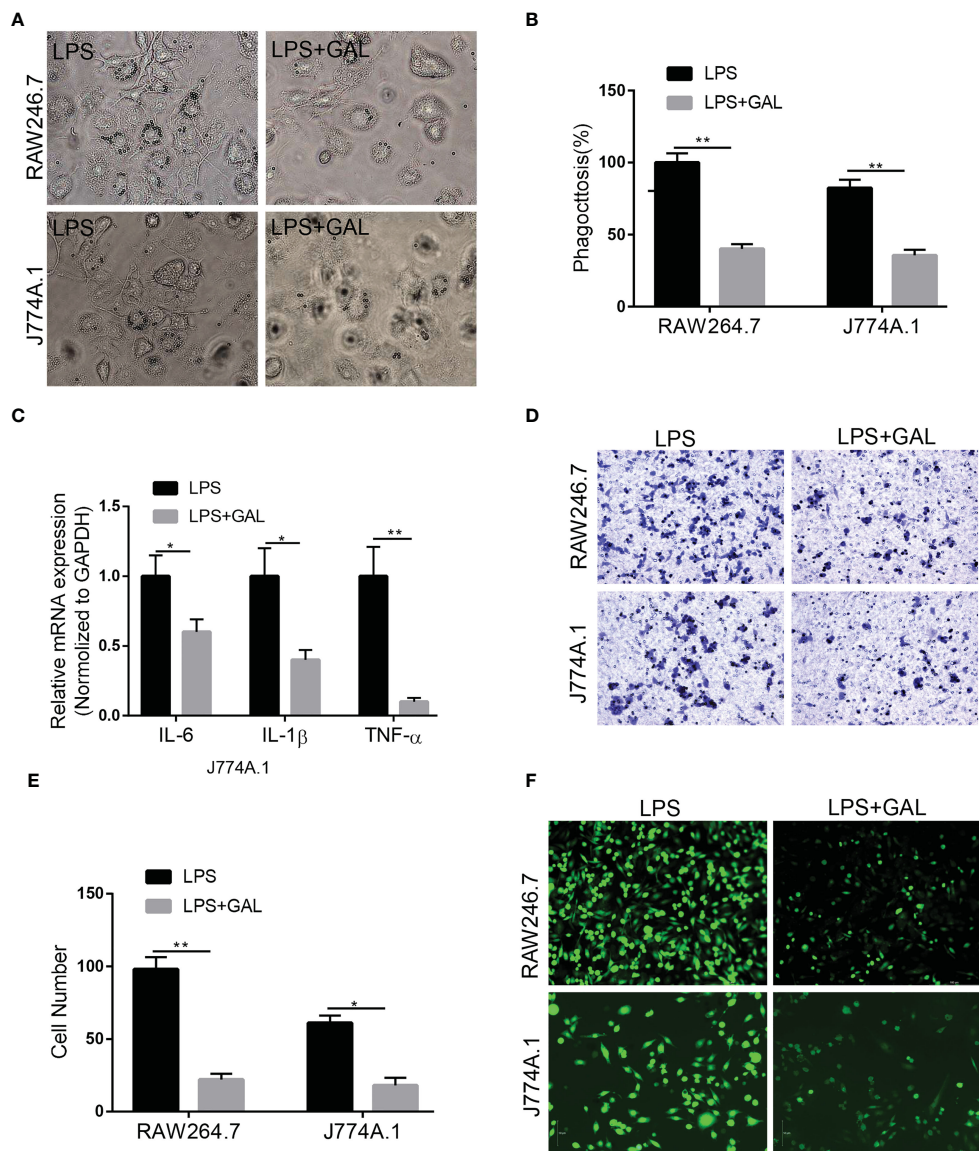 A
LPS
LPS+GAL
RAW246.7
LPS
LPS+GAL
J774A.1
B
LPS
LPS+GAL
**
**
Phagocttosis(%)
100
50
0
RAW264.7
J774A.1
C
LPS
LPS+GAL
*
*
**
Relative mRNA expression
(Normolized to GAPDH)
1.5
1.0
0.5
0.0
IL-6
IL-1β
TNF-α
J774A.1
D
LPS
LPS+GAL
RAW246.7
J774A.1
E
LPS
LPS+GAL
**
*
Cell Number
150
100
50
0
RAW264.7
J774A.1
F
LPS
LPS+GAL
RAW246.7
J774A.1